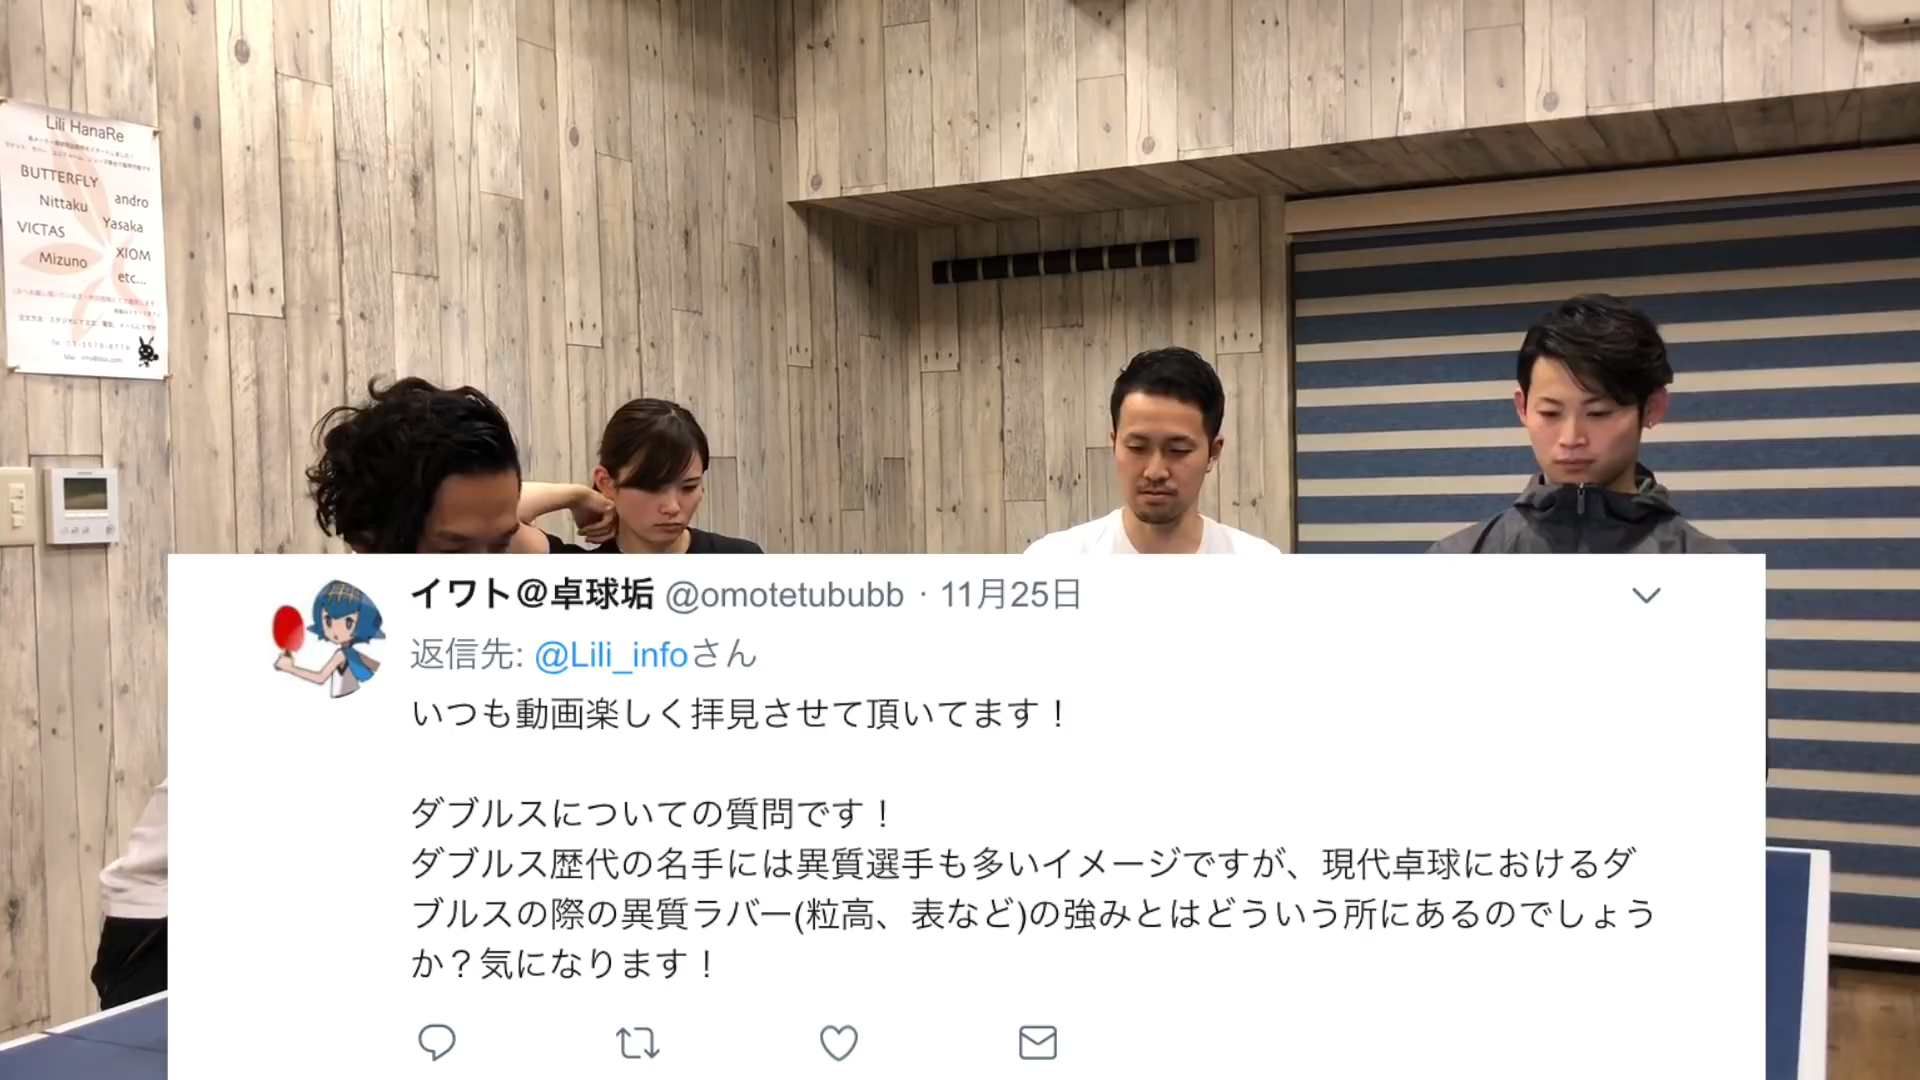 Lili HanaRe
BUTTERFLY
andro
Nittaku
Yasaka
VICTAS
XIOM
Mizuno
etc...
イワト@卓球垢 @omotetububb · 11月25日
返信先: @Lili_infoさん
いつも動画楽しく拝見させて頂いてます！
ダブルスについての質問です！
ダブルス歴代の名手には異質選手も多いイメージですが、現代卓球におけるダ
ブルスの際の異質ラバー(粒高、表など)の強みとはどういう所にあるのでしょう
か？気になります！